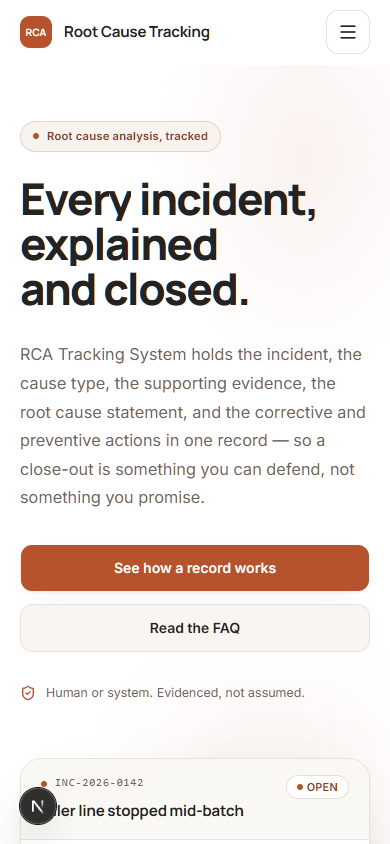 RCA Root Cause Tracking
Root cause analysis, tracked
Every incident,
explained
and closed.
RCA Tracking System holds the incident, the
cause type, the supporting evidence, the
root cause statement, and the corrective and
preventive actions in one record — so a
close-out is something you can defend, not
something you promise.
See how a record works
Read the FAQ
Human or system. Evidenced, not assumed.
INC-2026-0142
OPEN
N
line stopped mid-batch